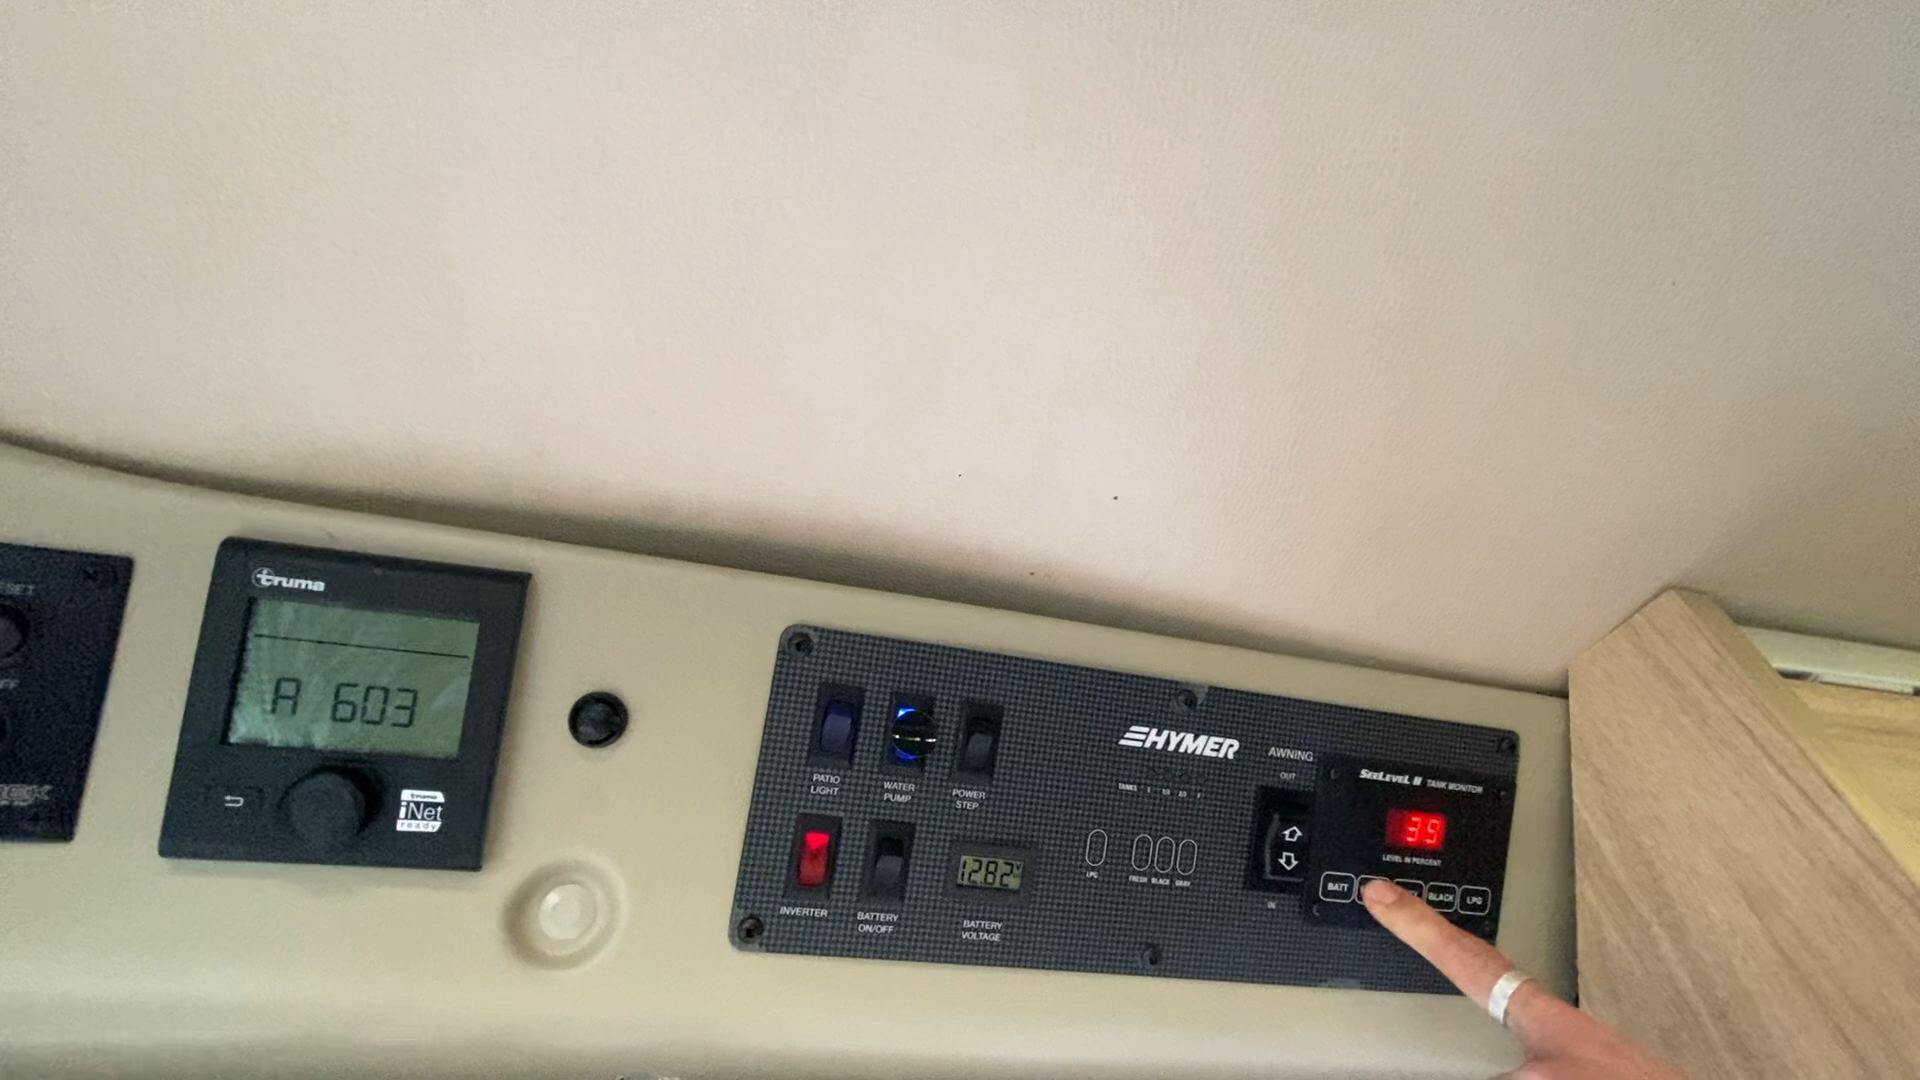 truma
A 603
truma
iNet
ready
PATIO
LIGHT
WATER
PUMP
POWER
STEP
INVERTER
BATTERY
ON/OFF
12.82 V
BATTERY
VOLTAGE
HYMER
TANKS
LPG
FRESH BLACK GRAY
AWNING
OUT
IN
SEELEVEL II TANK MONITOR
39
LEVEL IN PERCENT
BATT
BLACK
LPG